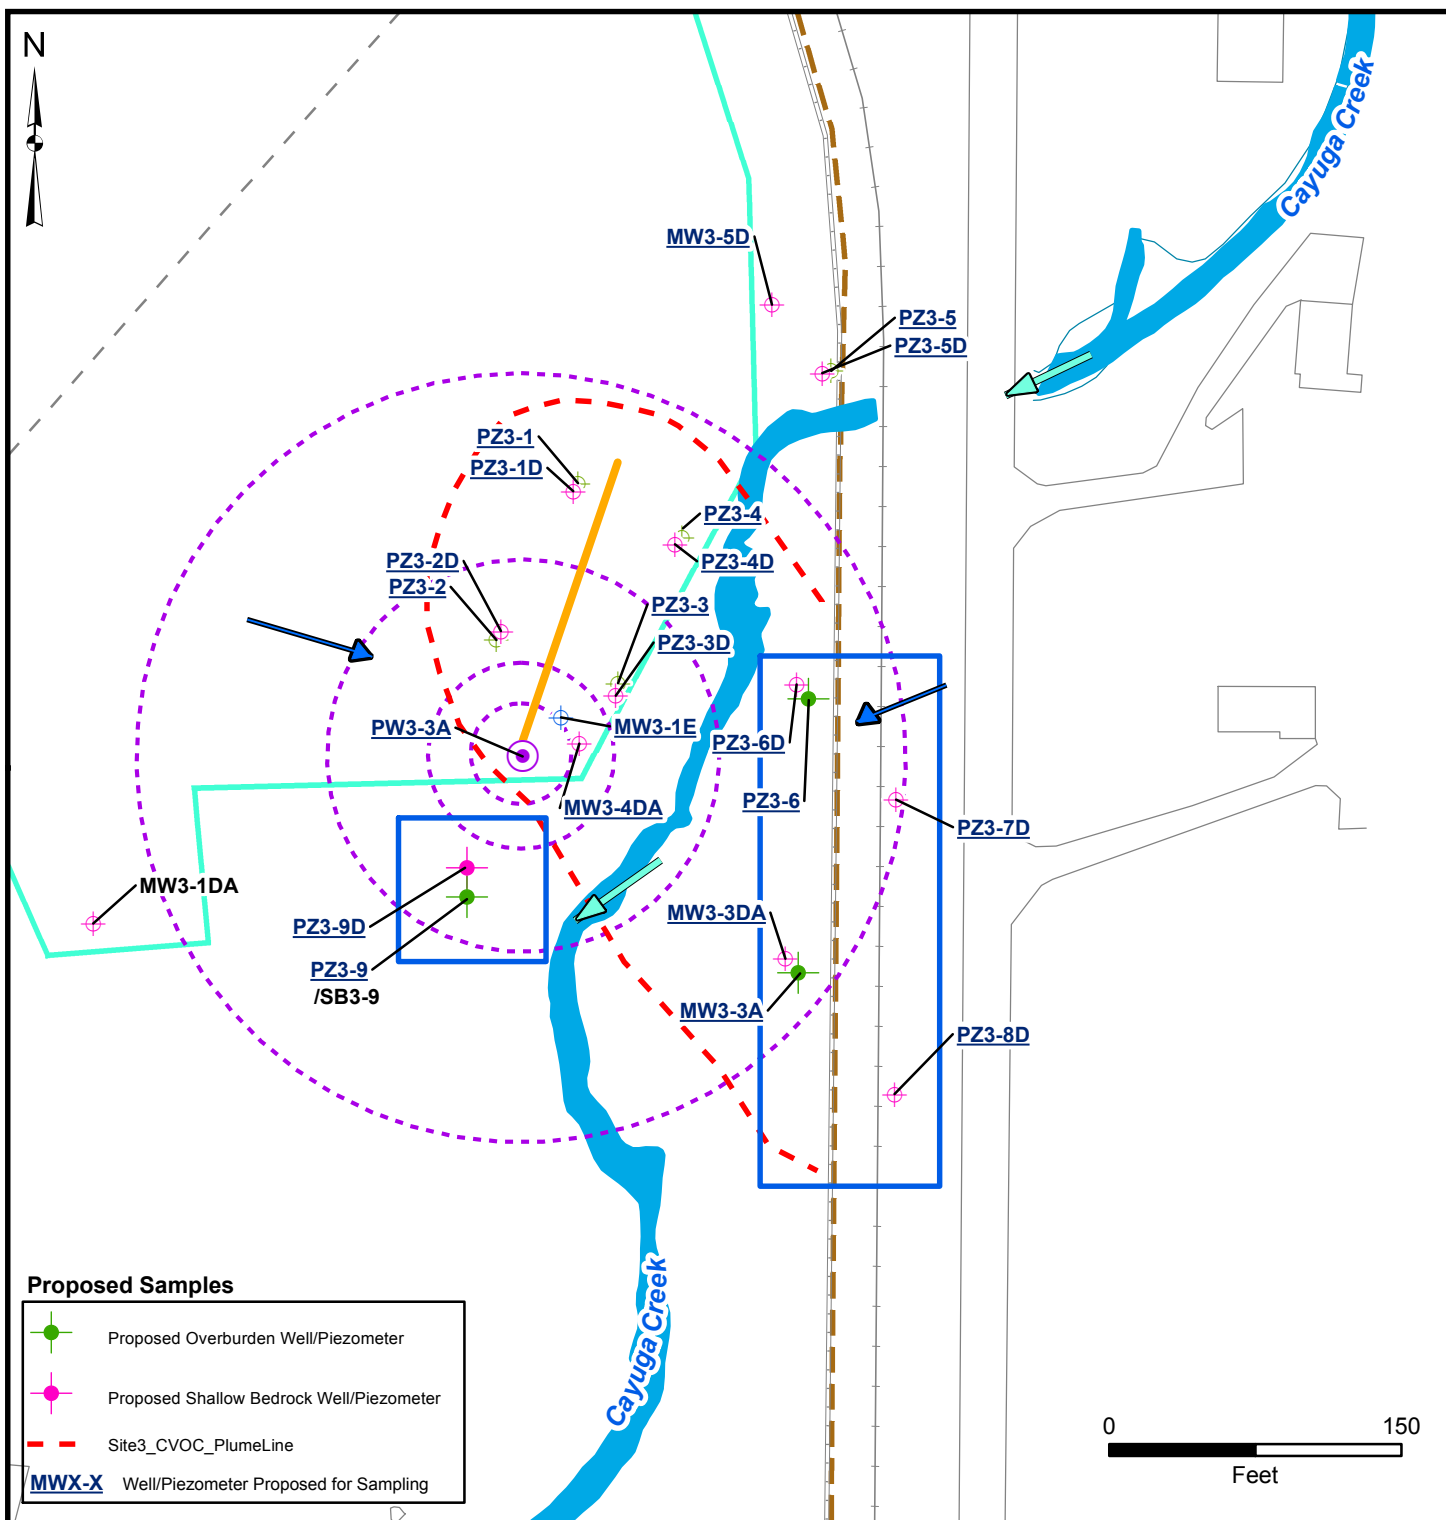 N
Cayuga Creek
MW3-5D
PZ3-5
PZ3-5D
PZ3-1
PZ3-1D
PZ3-4
PZ3-4D
PZ3-2D
PZ3-2
PZ3-3
PZ3-3D
PW3-3A
MW3-1E
PZ3-6D
MW3-4DA
PZ3-6
PZ3-7D
MW3-1DA
MW3-3DA
PZ3-9D
PZ3-9
/SB3-9
MW3-3A
PZ3-8D
Cayuga Creek
Proposed Samples
Proposed Overburden Well/Piezometer
Proposed Shallow Bedrock Well/Piezometer
Site3_CVOC_PlumeLine
MWX-X Well/Piezometer Proposed for Sampling
0 150
Feet